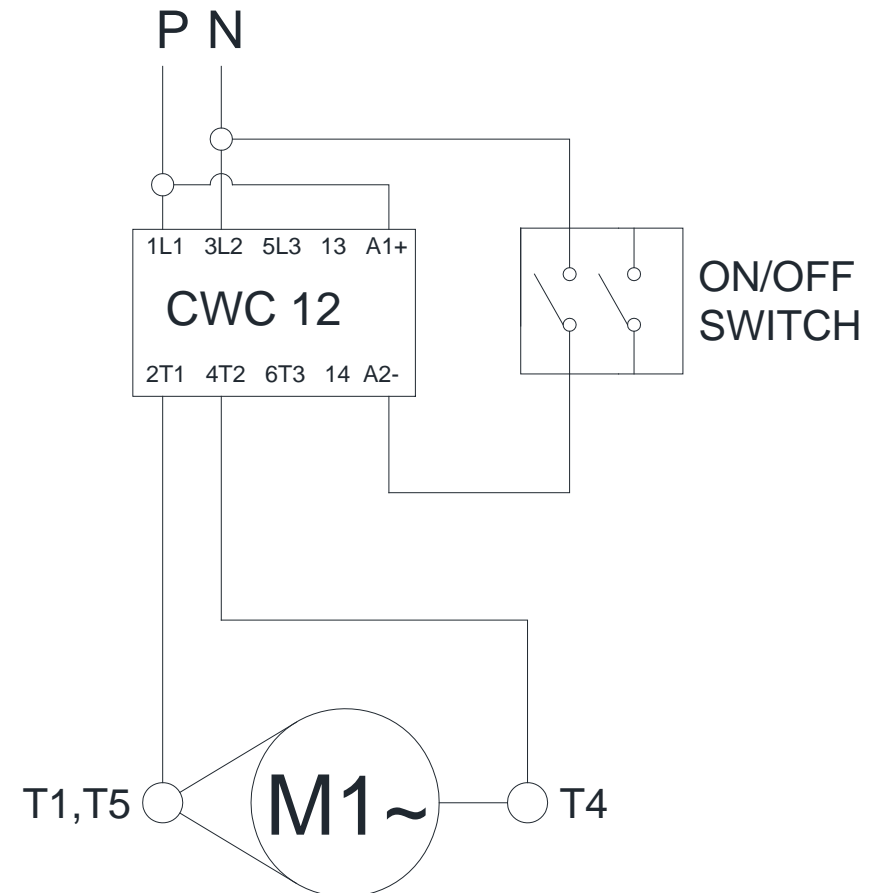 P N
1L1 3L2 5L3 13 A1+
CWC 12
2T1 4T2 6T3 14 A2-
ON/OFF
SWITCH
T1,T5
M1~
T4